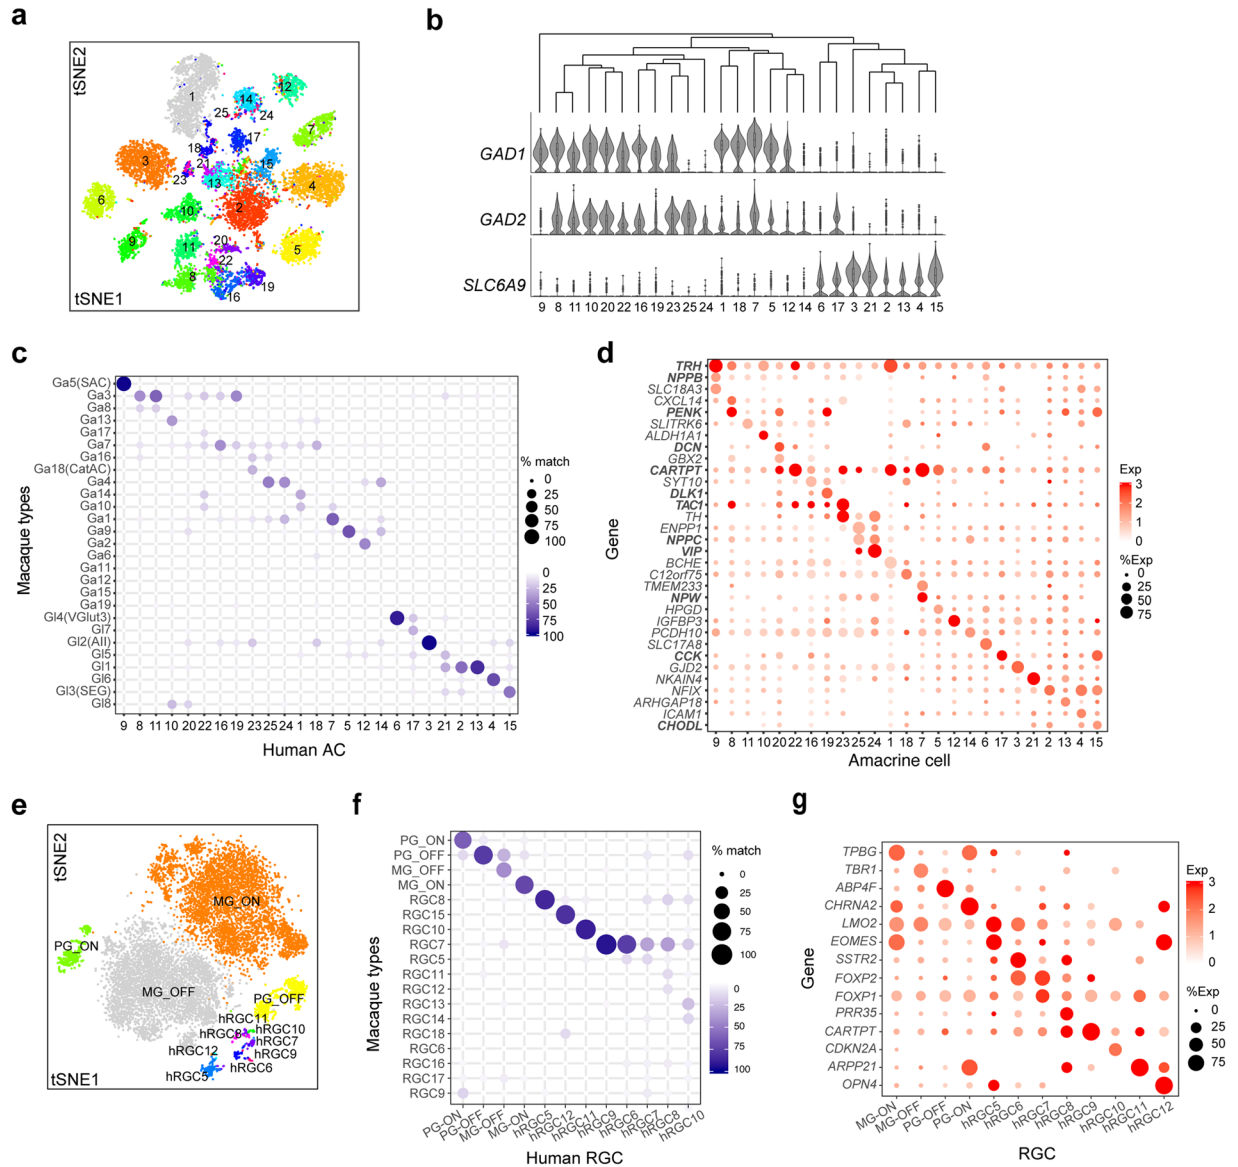 a
tSNE2
12
1
14
25
24
7
17
18
21
15
3
23
13
4
6
10
2
9
11
20
5
22
8
19
16
tSNE1
b
GAD1
GAD2
SLC6A9
9 8 11 10 20 22 16 19 23 25 24 1 18 7 5 12 14 6 17 3 21 2 13 4 15
c
Macaque types
Ga5(SAC)
Ga3
Ga8
Ga13
Ga17
Ga7
Ga16
Ga18(CatAC)
Ga4
Ga14
Ga10
Ga1
Ga9
Ga2
Ga6
Ga11
Ga12
Ga15
Ga19
Gl4(VGlut3)
Gl7
Gl2(AII)
Gl5
Gl1
Gl6
Gl3(SEG)
Gl8
9 8 11 10 20 22 16 19 23 25 24 1 18 7 5 12 14 6 17 3 21 2 13 4 15
Human AC
% match
0
25
50
75
100
0
25
50
75
100
d
Gene
TRH
NPPB
SLC18A3
CXCL14
PENK
SLITRK6
ALDH1A1
DCN
GBX2
CARTPT
SYT10
DLK1
TAC1
TH
ENPP1
NPPC
VIP
BCHE
C12orf75
TMEM233
NPW
HPGD
IGFBP3
PCDH10
SLC17A8
CCK
GJD2
NKAIN4
NFIX
ARHGAP18
ICAM1
CHODL
9 8 11 10 20 22 16 19 23 25 24 1 18 7 5 12 14 6 17 3 21 2 13 4 15
Amacrine cell
Exp
3
2
1
0
%Exp
0
25
50
75
e
tSNE2
MG_ON
PG_ON
MG_OFF
PG_OFF
hRGC11
hRGC8
hRGC10
hRGC7
hRGC12
hRGC9
hRGC6
hRGC5
tSNE1
f
Macaque types
PG_ON
PG_OFF
MG_OFF
MG_ON
RGC8
RGC15
RGC10
RGC7
RGC5
RGC11
RGC12
RGC13
RGC14
RGC18
RGC6
RGC16
RGC17
RGC9
PG-ON
PG-OFF
MG-OFF
MG-ON
hRGC5
hRGC12
hRGC11
hRGC9
hRGC6
hRGC7
hRGC8
hRGC10
Human RGC
% match
0
25
50
75
100
0
25
50
75
100
g
Gene
TPBG
TBR1
ABP4F
CHRNA2
LMO2
EOMES
SSTR2
FOXP2
FOXP1
PRR35
CARTPT
CDKN2A
ARPP21
OPN4
MG-ON
MG-OFF
PG-OFF
PG-ON
hRGC5
hRGC6
hRGC7
hRGC8
hRGC9
hRGC10
hRGC11
hRGC12
RGC
Exp
3
2
1
0
%Exp
0
25
50
75